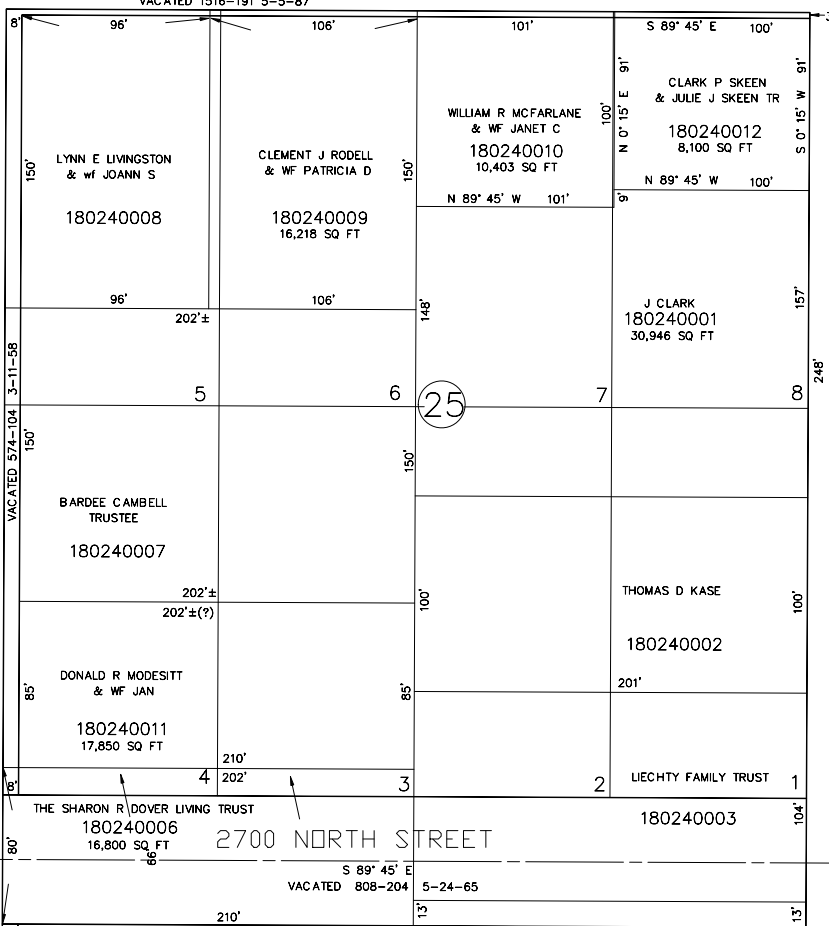 VACATED 1516-191 5-5-87
8'
96'
106'
101'
S 89° 45' E 100'
LYNN E LIVINGSTON
& wf JOANN S
180240008
150'
96'
CLEMENT J RODELL
& WF PATRICIA D
180240009
16,218 SQ FT
150'
106'
WILLIAM R MCFARLANE
& WF JANET C
180240010
10,403 SQ FT
100'
N 89° 45' W 101'
N 0° 15' E 91'
CLARK P SKEEN
& JULIE J SKEEN TR
180240012
8,100 SQ FT
S 0° 15' W 91'
N 89° 45' W 100'
9'
202'±
148'
J CLARK
180240001
30,946 SQ FT
157'
248'
VACATED 574-104 3-11-58
5
6
25
7
8
150'
150'
BARDEE CAMBELL
TRUSTEE
180240007
202'±
202'±(?)
100'
THOMAS D KASE
180240002
100'
201'
DONALD R MODESITT
& WF JAN
180240011
17,850 SQ FT
85'
85'
210'
8'
4
202'
3
2
LIECHTY FAMILY TRUST
1
THE SHARON R DOVER LIVING TRUST
180240006
16,800 SQ FT
180240003
104'
80'
66'
2700 NORTH STREET
S 89° 45' E
VACATED 808-204 5-24-65
210'
13'
13'